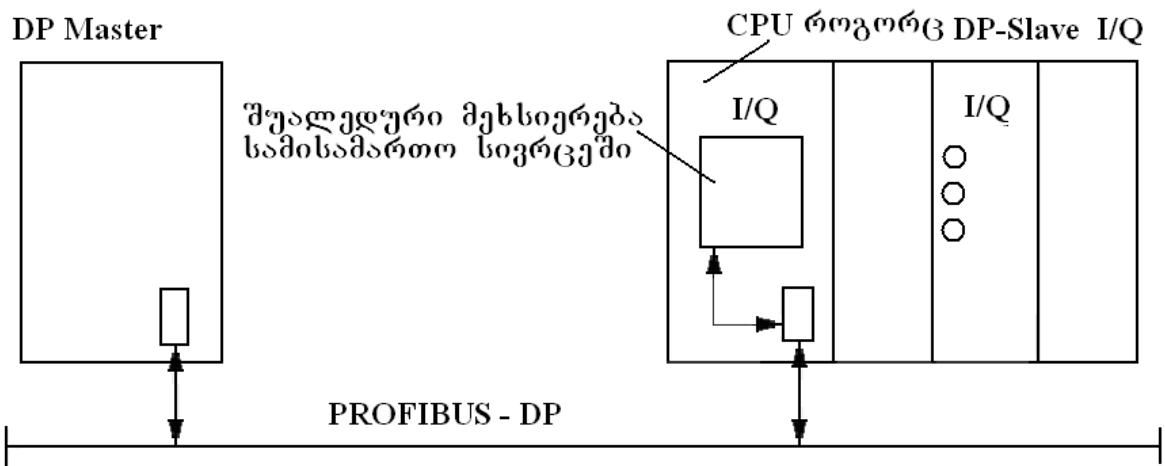 DP Master
CPU როგორც DP-Slave I/Q
შუალედური მეხსიერება
სამისამართო სივრცეში
I/Q
I/Q
PROFIBUS - DP